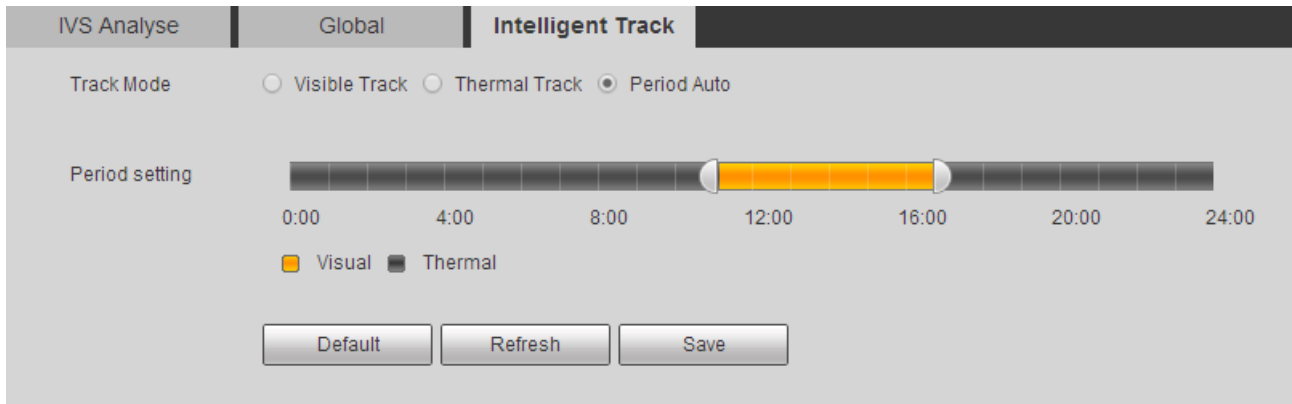 IVS Analyse Global Intelligent Track
Track Mode Visible Track Thermal Track Period Auto
Period setting
0:00 4:00 8:00 12:00 16:00 20:00 24:00
Visual Thermal
Default Refresh Save